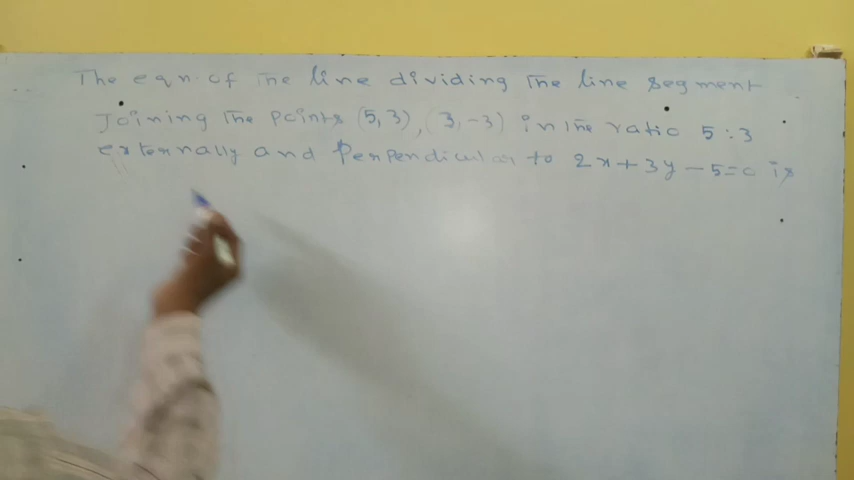 The eqn. of the line dividing the line segment
Joining the points (5, 3), (3, -3) in the ratio 5 : 3
externally and perpendicular to 2x + 3y - 5 = 0 is